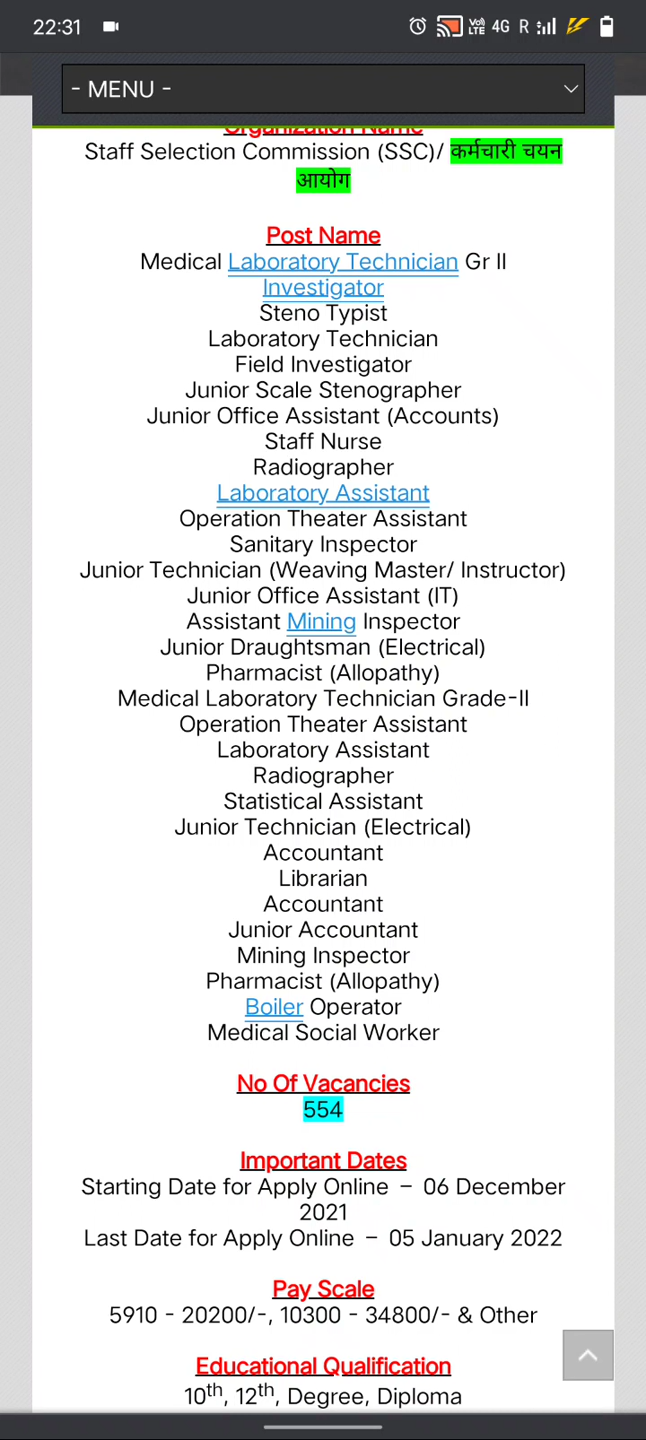 22:31 VoI LTE 4G R
- MENU -
Organization Name
Staff Selection Commission (SSC)/ कर्मचारी चयन
आयोग
Post Name
Medical Laboratory Technician Gr II
Investigator
Steno Typist
Laboratory Technician
Field Investigator
Junior Scale Stenographer
Junior Office Assistant (Accounts)
Staff Nurse
Radiographer
Laboratory Assistant
Operation Theater Assistant
Sanitary Inspector
Junior Technician (Weaving Master/ Instructor)
Junior Office Assistant (IT)
Assistant Mining Inspector
Junior Draughtsman (Electrical)
Pharmacist (Allopathy)
Medical Laboratory Technician Grade-II
Operation Theater Assistant
Laboratory Assistant
Radiographer
Statistical Assistant
Junior Technician (Electrical)
Accountant
Librarian
Accountant
Junior Accountant
Mining Inspector
Pharmacist (Allopathy)
Boiler Operator
Medical Social Worker
No Of Vacancies
554
Important Dates
Starting Date for Apply Online – 06 December
2021
Last Date for Apply Online – 05 January 2022
Pay Scale
5910 - 20200/-, 10300 - 34800/- & Other
Educational Qualification
10th, 12th, Degree, Diploma